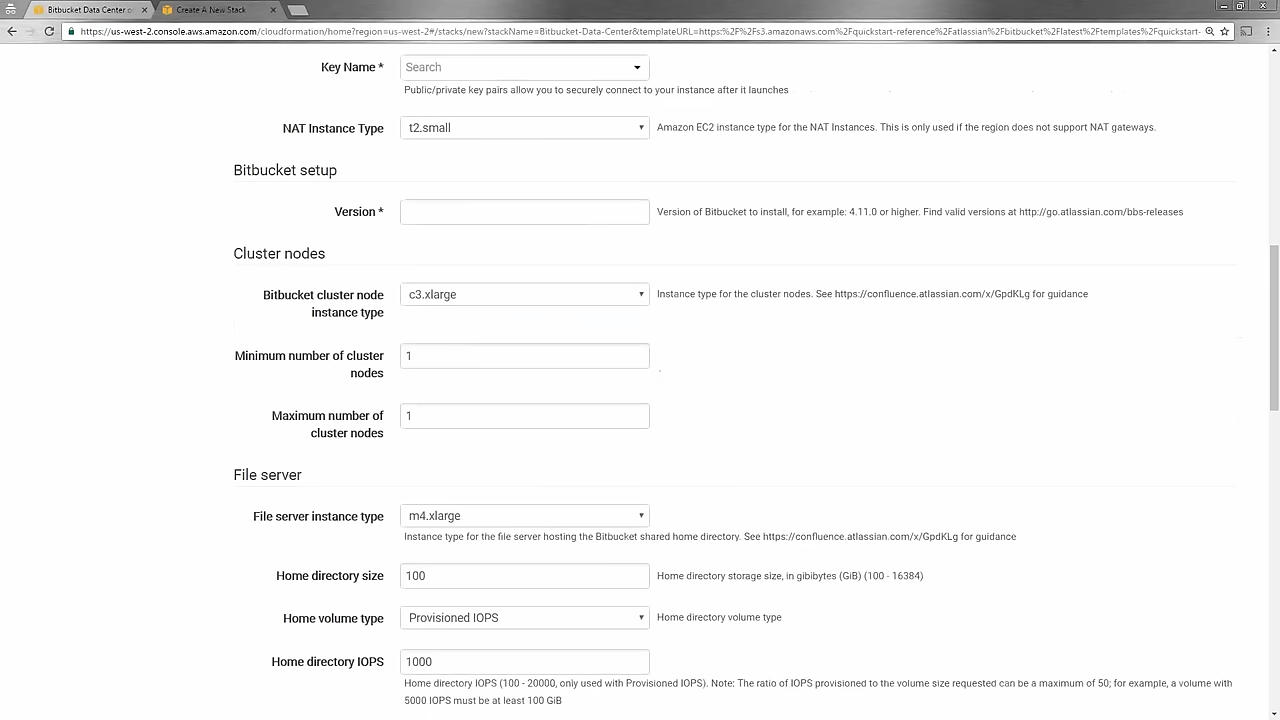 Bitbucket Data Center o
Create A New Stack
https://us-west-2.console.aws.amazon.com/cloudformation/home?region=us-west-2#/stacks/new?stackName=Bitbucket-Data-Center&templateURL=https:%2F%2Fs3.amazonaws.com%2Fquickstart-reference%2Fatlassian%2Fbitbucket%2Flatest%2Ftemplates%2Fquickstart-
Key Name *
Search
Public/private key pairs allow you to securely connect to your instance after it launches
NAT Instance Type
t2.small
Amazon EC2 instance type for the NAT Instances. This is only used if the region does not support NAT gateways.
Bitbucket setup
Version *
Version of Bitbucket to install, for example: 4.11.0 or higher. Find valid versions at http://go.atlassian.com/bbs-releases
Cluster nodes
Bitbucket cluster node
instance type
c3.xlarge
Instance type for the cluster nodes. See https://confluence.atlassian.com/x/GpdKLg for guidance
Minimum number of cluster
nodes
1
Maximum number of
cluster nodes
1
File server
File server instance type
m4.xlarge
Instance type for the file server hosting the Bitbucket shared home directory. See https://confluence.atlassian.com/x/GpdKLg for guidance
Home directory size
100
Home directory storage size, in gibibytes (GiB) (100 - 16384)
Home volume type
Provisioned IOPS
Home directory volume type
Home directory IOPS
1000
Home directory IOPS (100 - 20000, only used with Provisioned IOPS). Note: The ratio of IOPS provisioned to the volume size requested can be a maximum of 50; for example, a volume with
5000 IOPS must be at least 100 GiB